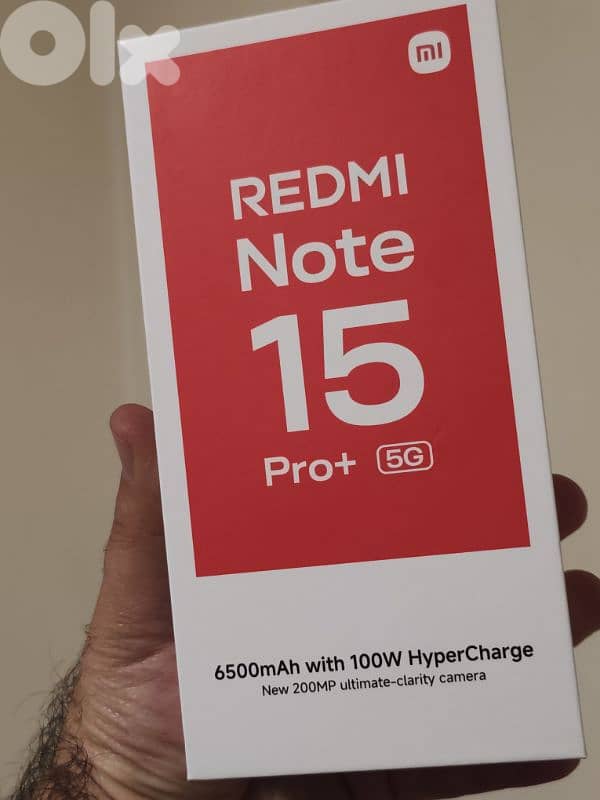 Olx
mi
REDMI
Note
15
Pro+ 5G
6500mAh with 100W HyperCharge
New 200MP ultimate-clarity camera